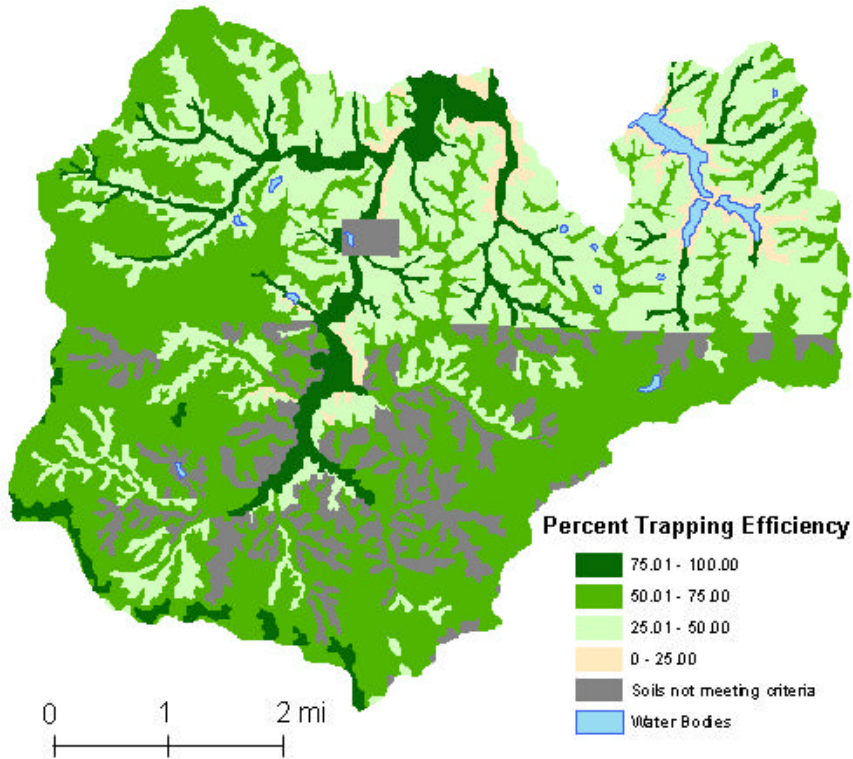 Percent Trapping Efficiency
75.01 - 100.00
50.01 - 75.00
25.01 - 50.00
0 - 25.00
Soils not meeting criteria
Water Bodies
0 1 2 mi